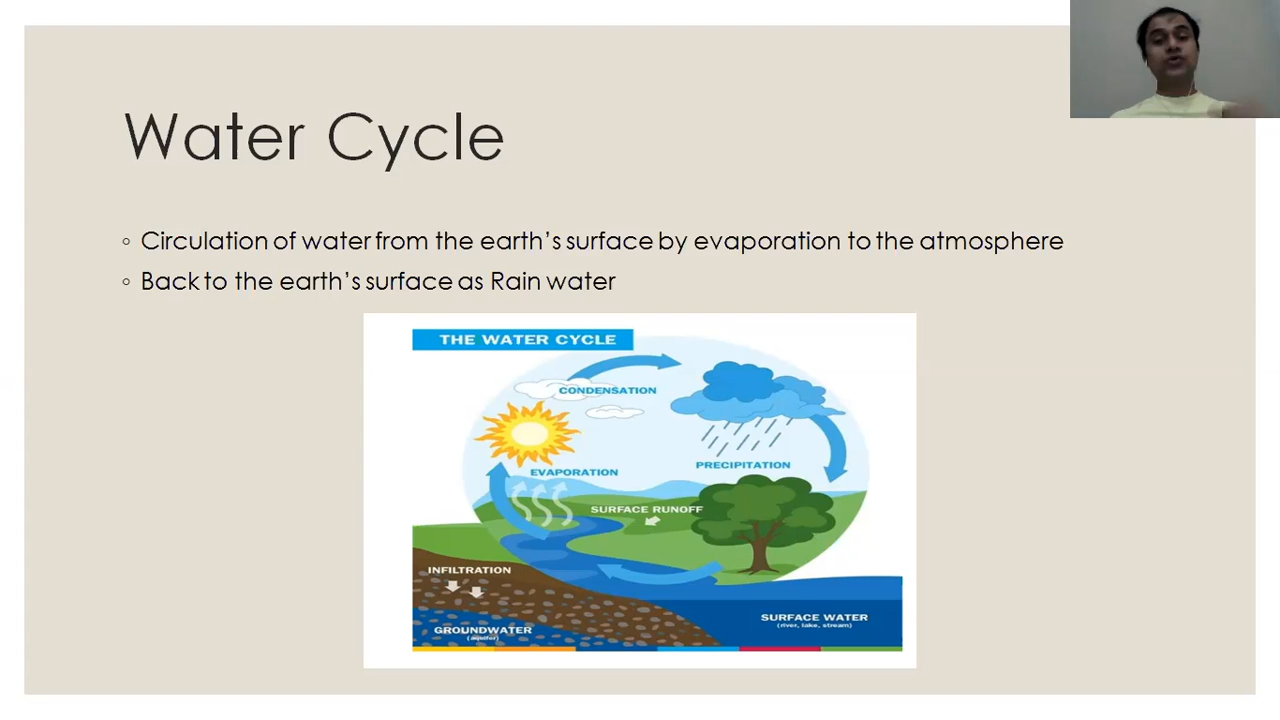 Water Cycle
◦ Circulation of water from the earth's surface by evaporation to the atmosphere
◦ Back to the earth's surface as Rain water
THE WATER CYCLE
CONDENSATION
EVAPORATION
PRECIPITATION
SURFACE RUNOFF
INFILTRATION
SURFACE WATER
(river, lake, stream)
GROUNDWATER
(aquifer)